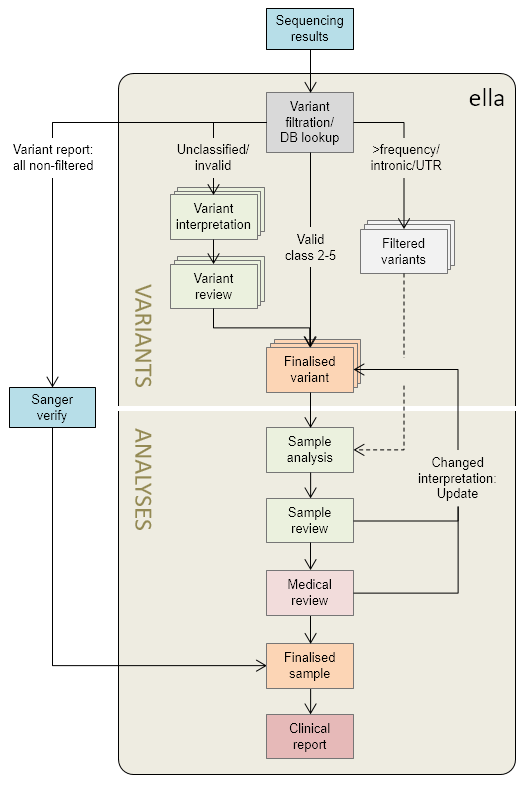 Sequencing
results
ella
Variant
filtration/
DB lookup
Variant report:
all non-filtered
Unclassified/
invalid
>frequency/
intronic/UTR
Variant
interpretation
Valid
class 2-5
Filtered
variants
Variant
review
VARIANTS
Finalised
variant
Sanger
verify
ANALYSES
Sample
analysis
Changed
interpretation:
Update
Sample
review
Medical
review
Finalised
sample
Clinical
report